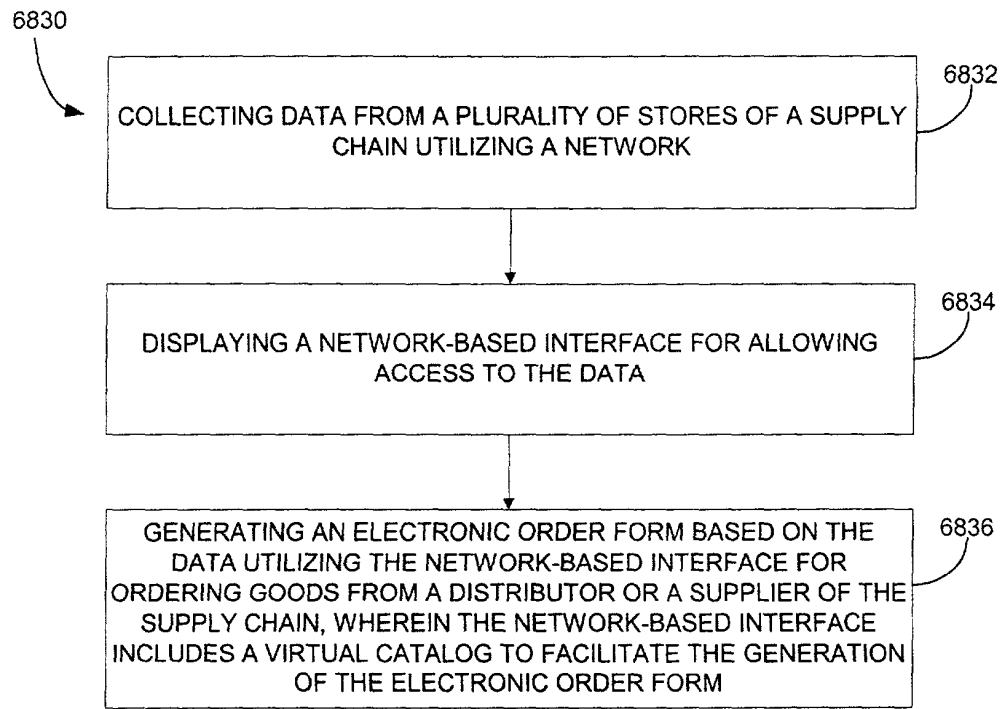 6830
6832
COLLECTING DATA FROM A PLURALITY OF STORES OF A SUPPLY
CHAIN UTILIZING A NETWORK
6834
DISPLAYING A NETWORK-BASED INTERFACE FOR ALLOWING
ACCESS TO THE DATA
6836
GENERATING AN ELECTRONIC ORDER FORM BASED ON THE
DATA UTILIZING THE NETWORK-BASED INTERFACE FOR
ORDERING GOODS FROM A DISTRIBUTOR OR A SUPPLIER OF THE
SUPPLY CHAIN, WHEREIN THE NETWORK-BASED INTERFACE
INCLUDES A VIRTUAL CATALOG TO FACILITATE THE GENERATION
OF THE ELECTRONIC ORDER FORM